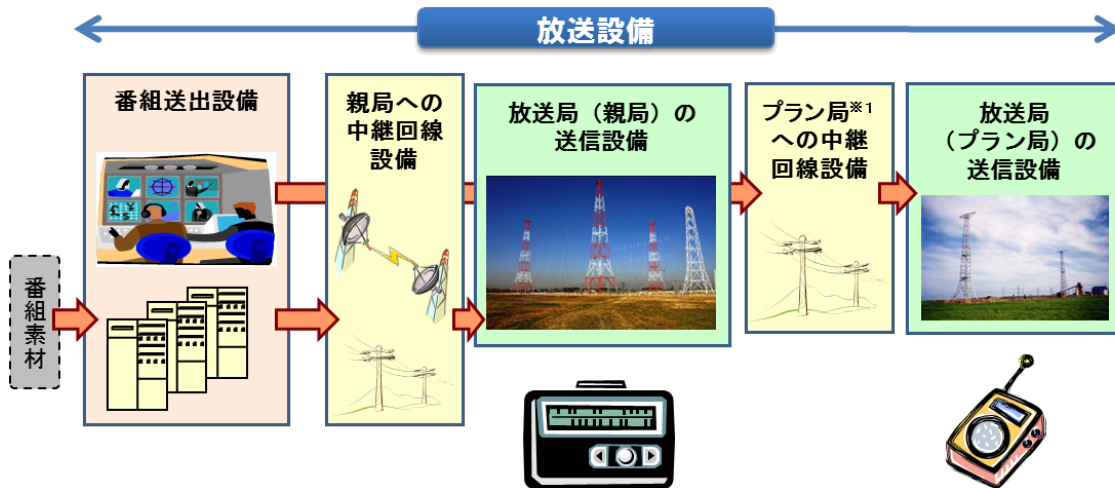 放送設備
番組送出設備
親局への
中継回線
設備
放送局（親局）の
送信設備
プラン局※1
への中継
回線設備
放送局
（プラン局）の
送信設備
番組素材